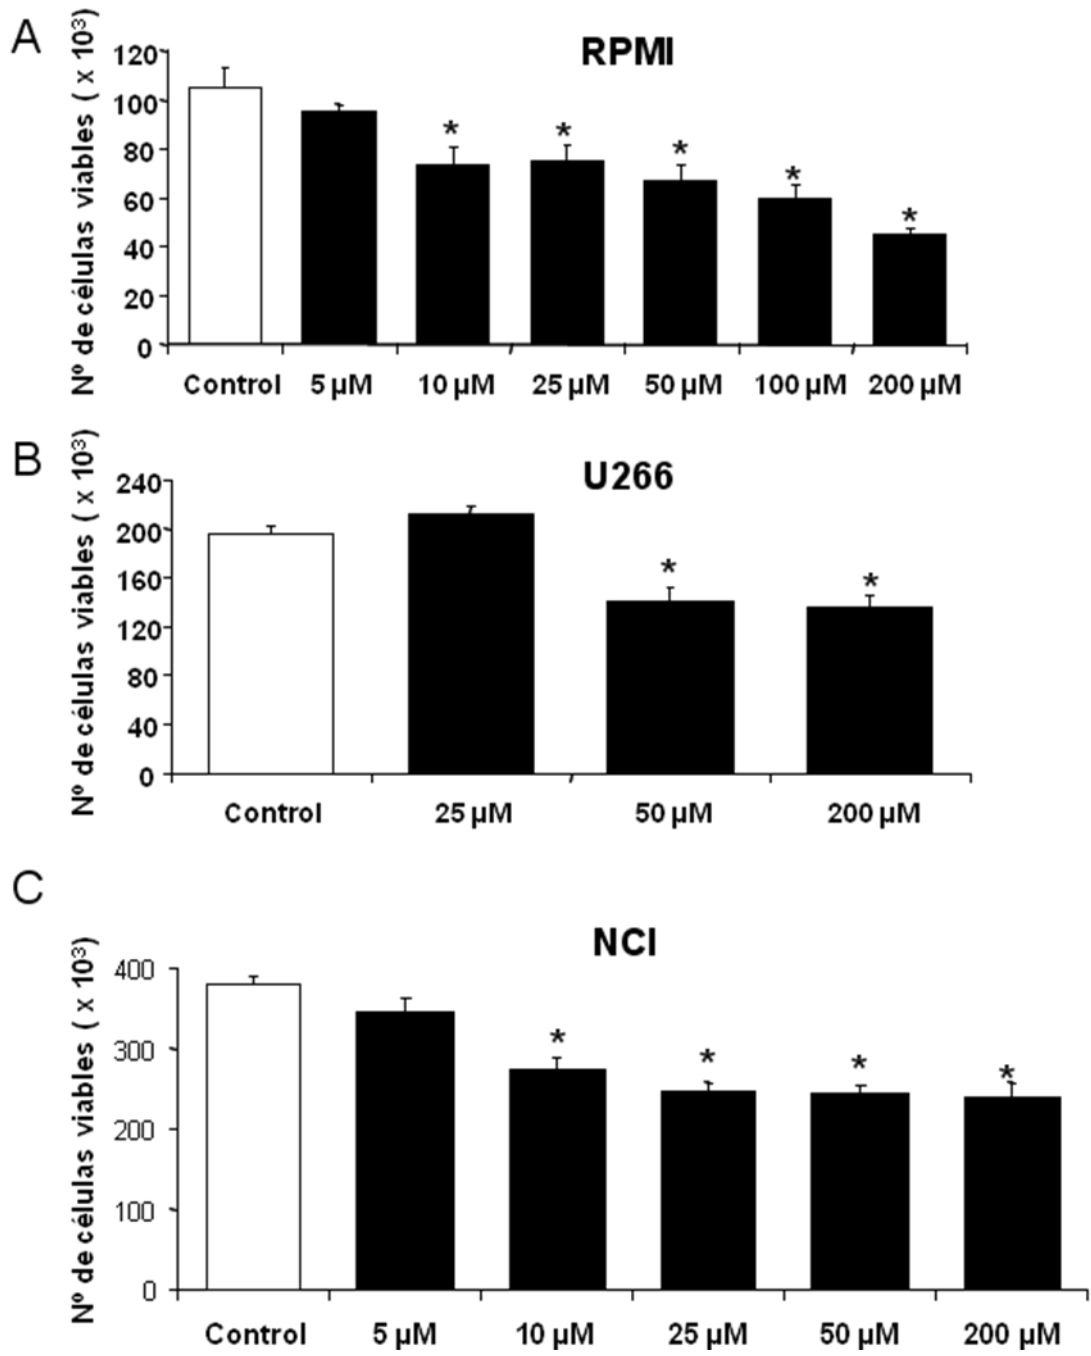 A
Nº de células viables ( x 10³)
RPMI
120
100
80
60
40
20
0
* * * * *
Control 5 µM 10 µM 25 µM 50 µM 100 µM 200 µM
B
Nº de células viables ( x 10³)
U266
240
200
160
120
80
40
0
* *
Control 25 µM 50 µM 200 µM
C
Nº de células viables ( x 10³)
NCI
400
300
200
100
0
* * * *
Control 5 µM 10 µM 25 µM 50 µM 200 µM